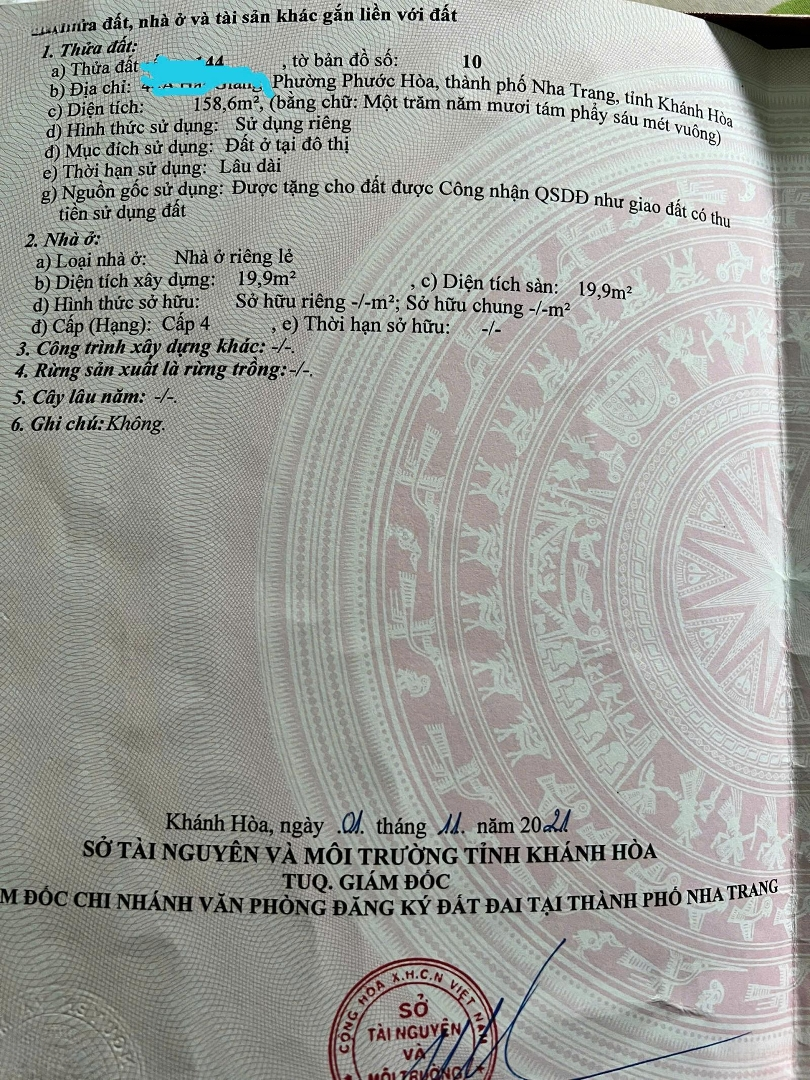 thửa đất, nhà ở và tài sản khác gắn liền với đất
1. Thửa đất:
a) Thửa đất 44 , tờ bản đồ số: 10
b) Địa chỉ: Giang, Phường Phước Hòa, thành phố Nha Trang, tỉnh Khánh Hòa
c) Diện tích: 158,6m², (bằng chữ: Một trăm năm mươi tám phẩy sáu mét vuông)
d) Hình thức sử dụng: Sử dụng riêng
đ) Mục đích sử dụng: Đất ở tại đô thị
e) Thời hạn sử dụng: Lâu dài
g) Nguồn gốc sử dụng: Được tặng cho đất được Công nhận QSDĐ như giao đất có thu
tiền sử dụng đất
2. Nhà ở:
a) Loại nhà ở: Nhà ở riêng lẻ
b) Diện tích xây dựng: 19,9m² , c) Diện tích sàn: 19,9m²
d) Hình thức sở hữu: Sở hữu riêng -/-m²; Sở hữu chung -/-m²
đ) Cấp (Hạng): Cấp 4 , e) Thời hạn sở hữu: -/-
3. Công trình xây dựng khác: -/-.
4. Rừng sản xuất là rừng trồng: -/-.
5. Cây lâu năm: -/-.
6. Ghi chú: Không.
Khánh Hòa, ngày .01. tháng .11. năm 2021
SỞ TÀI NGUYÊN VÀ MÔI TRƯỜNG TỈNH KHÁNH HÒA
TUQ. GIÁM ĐỐC
M ĐỐC CHI NHÁNH VĂN PHÒNG ĐĂNG KÝ ĐẤT ĐAI TẠI THÀNH PHỐ NHA TRANG
CỘNG HÒA X.H.C.N VIỆT NAM
SỞ
TÀI NGUYÊN
VÀ
MÔI TRƯỜNG